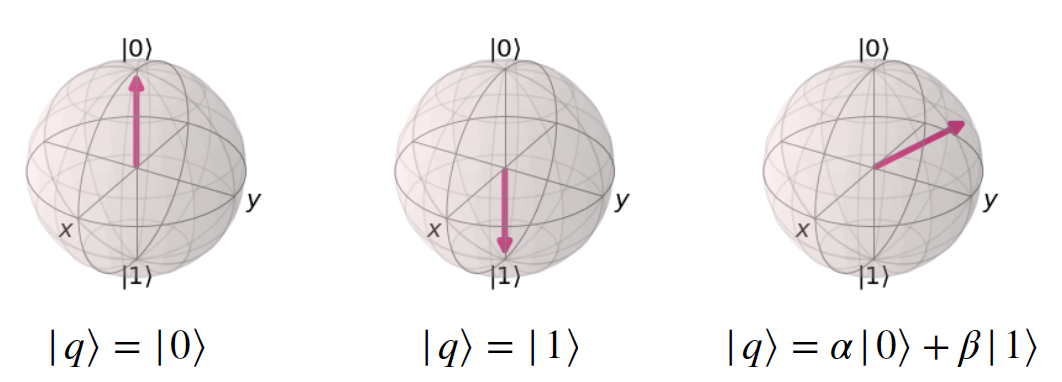 |0⟩ |0⟩ |0⟩
y y y
x x x
|1⟩ |1⟩ |1⟩
|q⟩ = |0⟩ |q⟩ = |1⟩ |q⟩ = α|0⟩ + β|1⟩